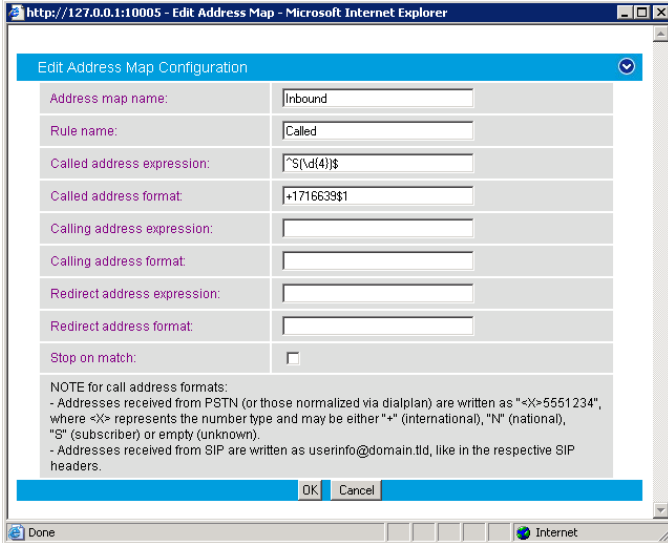 http://127.0.0.1:10005 - Edit Address Map - Microsoft Internet Explorer
Edit Address Map Configuration
Address map name: Inbound
Rule name: Called
Called address expression: ^S(\d{4})$
Called address format: +1716639$1
Calling address expression:
Calling address format:
Redirect address expression:
Redirect address format:
Stop on match:
NOTE for call address formats:
- Addresses received from PSTN (or those normalized via dialplan) are written as "<X>5551234",
where <X> represents the number type and may be either "+" (international), "N" (national),
"S" (subscriber) or empty (unknown).
- Addresses received from SIP are written as userinfo@domain.tld, like in the respective SIP
headers.
OK Cancel
Done Internet